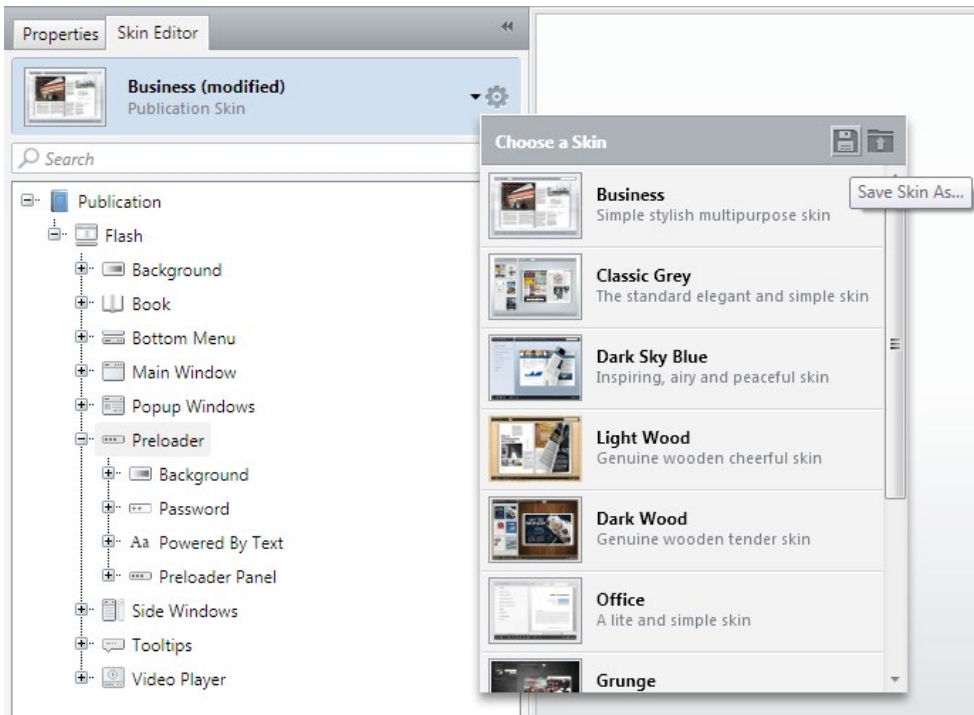 Properties
Skin Editor
Business (modified)
Publication Skin
Search
Publication
Flash
Background
Book
Bottom Menu
Main Window
Popup Windows
Preloader
Background
Password
Aa Powered By Text
Preloader Panel
Side Windows
Tooltips
Video Player
Choose a Skin
Save Skin As...
Business
Simple stylish multipurpose skin
Classic Grey
The standard elegant and simple skin
Dark Sky Blue
Inspiring, airy and peaceful skin
Light Wood
Genuine wooden cheerful skin
Dark Wood
Genuine wooden tender skin
Office
A lite and simple skin
Grunge